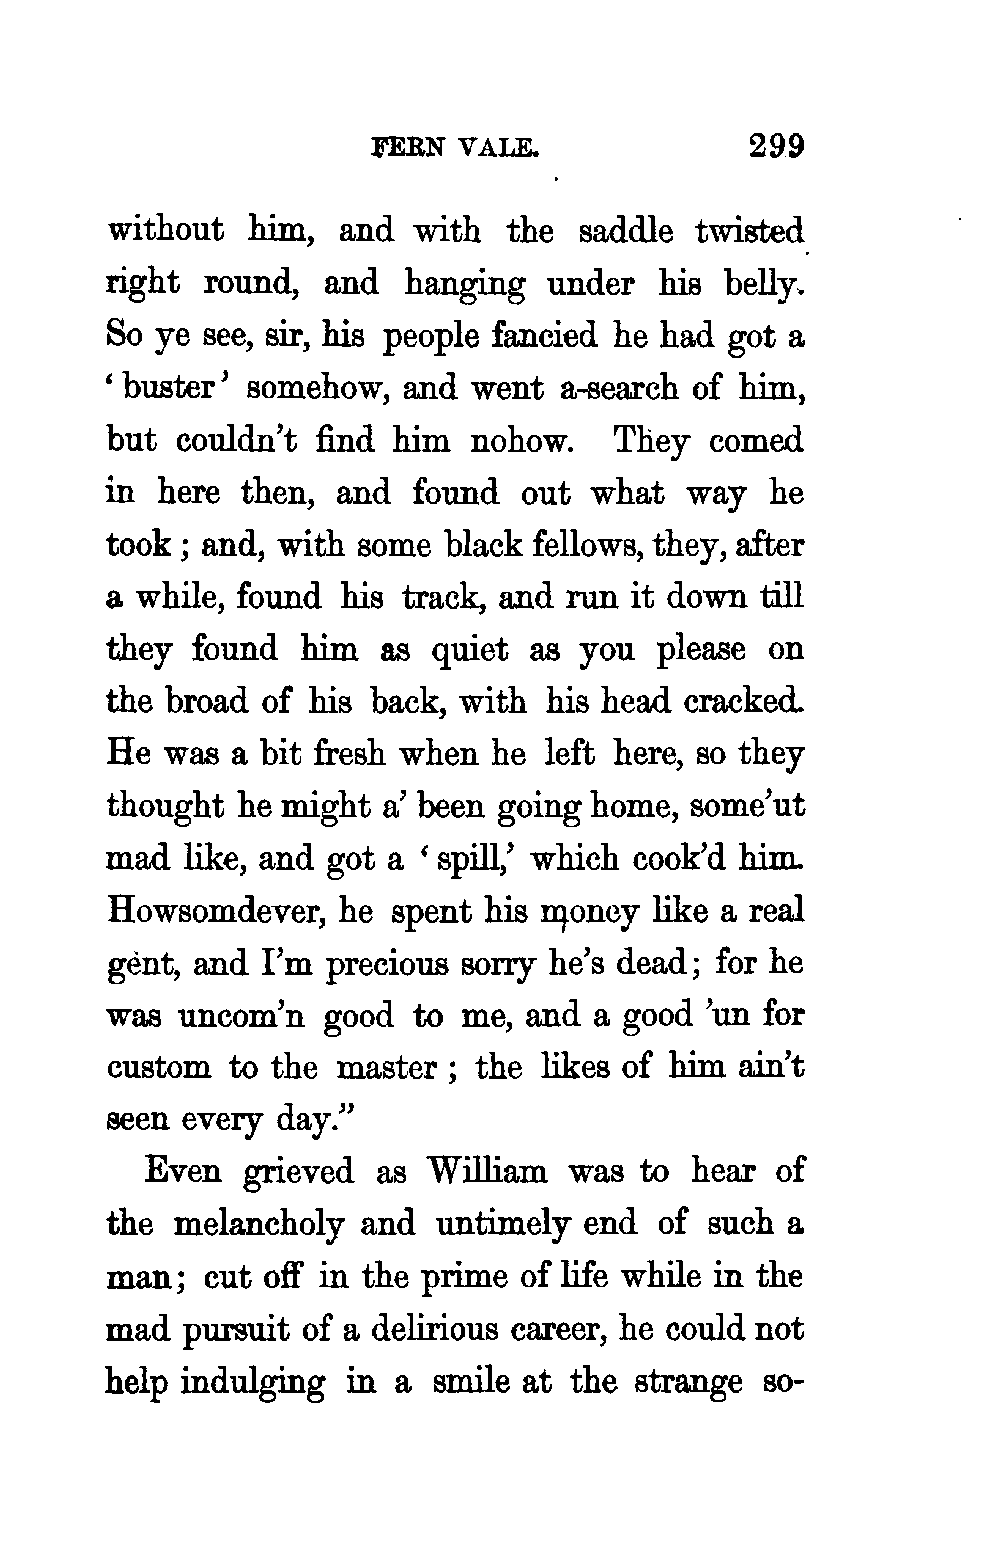 FERN VALE. 299
without him, and with the saddle twisted
right round, and hanging under his belly.
So ye see, sir, his people fancied he had got a
‘buster’ somehow, and went a-search of him,
but couldn’t find him nohow. They comed
in here then, and found out what way he
took; and, with some black fellows, they, after
a while, found his track, and run it down till
they found him as quiet as you please on
the broad of his back, with his head cracked.
He was a bit fresh when he left here, so they
thought he might a’ been going home, some’ut
mad like, and got a ‘spill,’ which cook’d him.
Howsomdever, he spent his money like a real
gent, and I’m precious sorry he’s dead; for he
was uncom’n good to me, and a good ’un for
custom to the master; the likes of him ain’t
seen every day.”
Even grieved as William was to hear of
the melancholy and untimely end of such a
man; cut off in the prime of life while in the
mad pursuit of a delirious career, he could not
help indulging in a smile at the strange so-